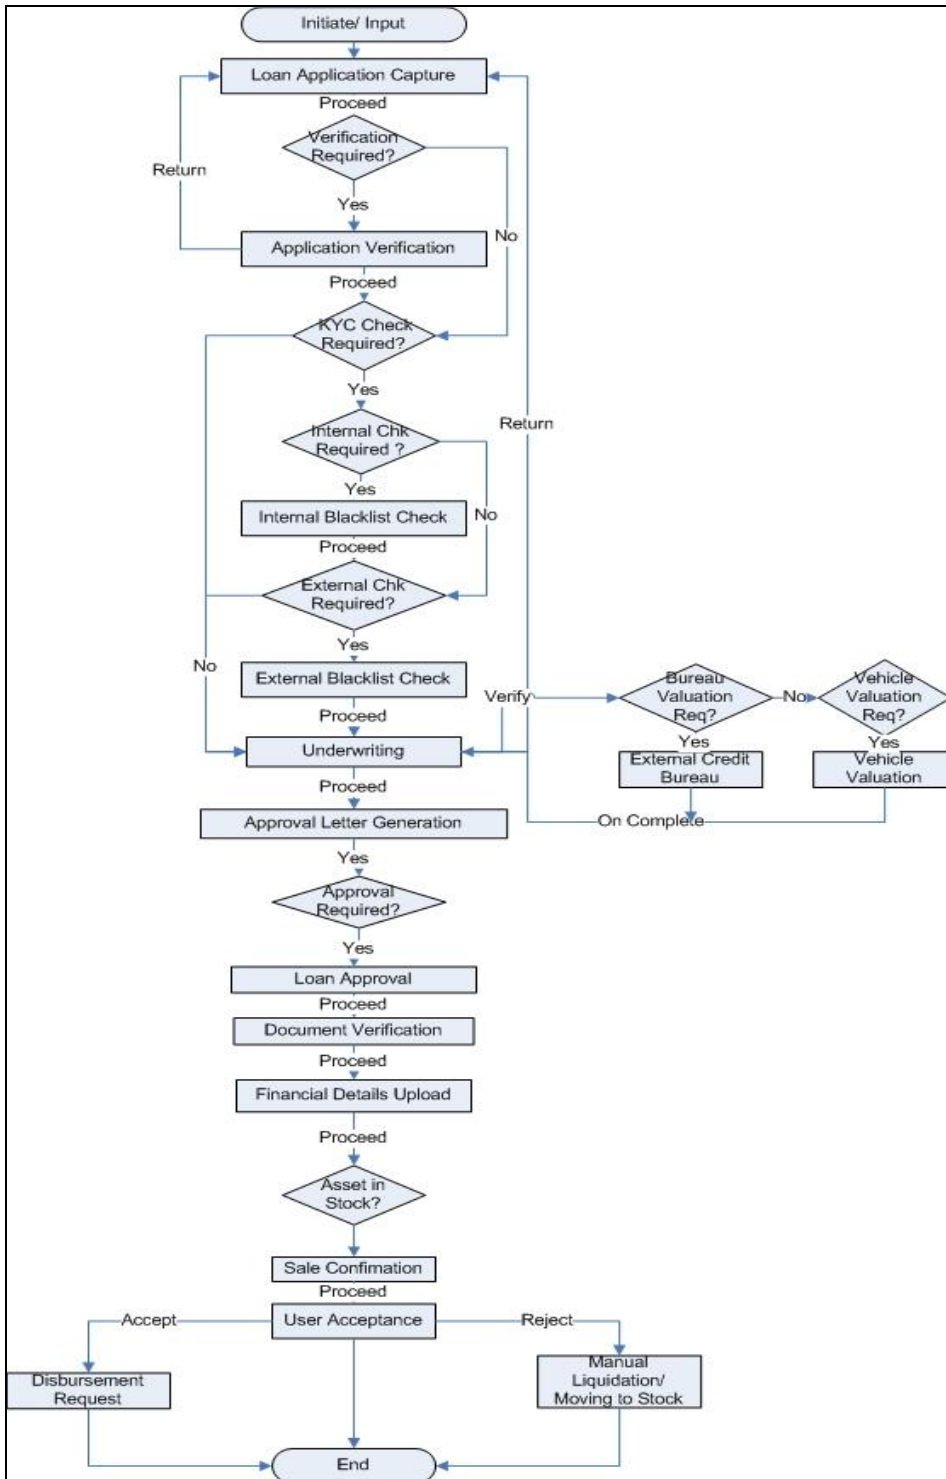 Initiate/ Input
Loan Application Capture
Proceed
Verification
Required?
Return
Yes
No
Application Verification
Proceed
KYC Check
Required?
Yes
Return
Internal Chk
Required ?
Yes
Internal Blacklist Check
No
Proceed
External Chk
Required?
Yes
No
External Blacklist Check
Verify
Bureau
Valuation
Req?
No
Vehicle
Valuation
Req?
Proceed
Yes
Yes
Underwriting
External Credit
Bureau
Vehicle
Valuation
Proceed
Approval Letter Generation
On Complete
Yes
Approval
Required?
Yes
Loan Approval
Proceed
Document Verification
Proceed
Financial Details Upload
Proceed
Asset in
Stock?
Sale Confimation
Proceed
Accept
User Acceptance
Reject
Disbursement
Request
Manual
Liquidation/
Moving to Stock
End